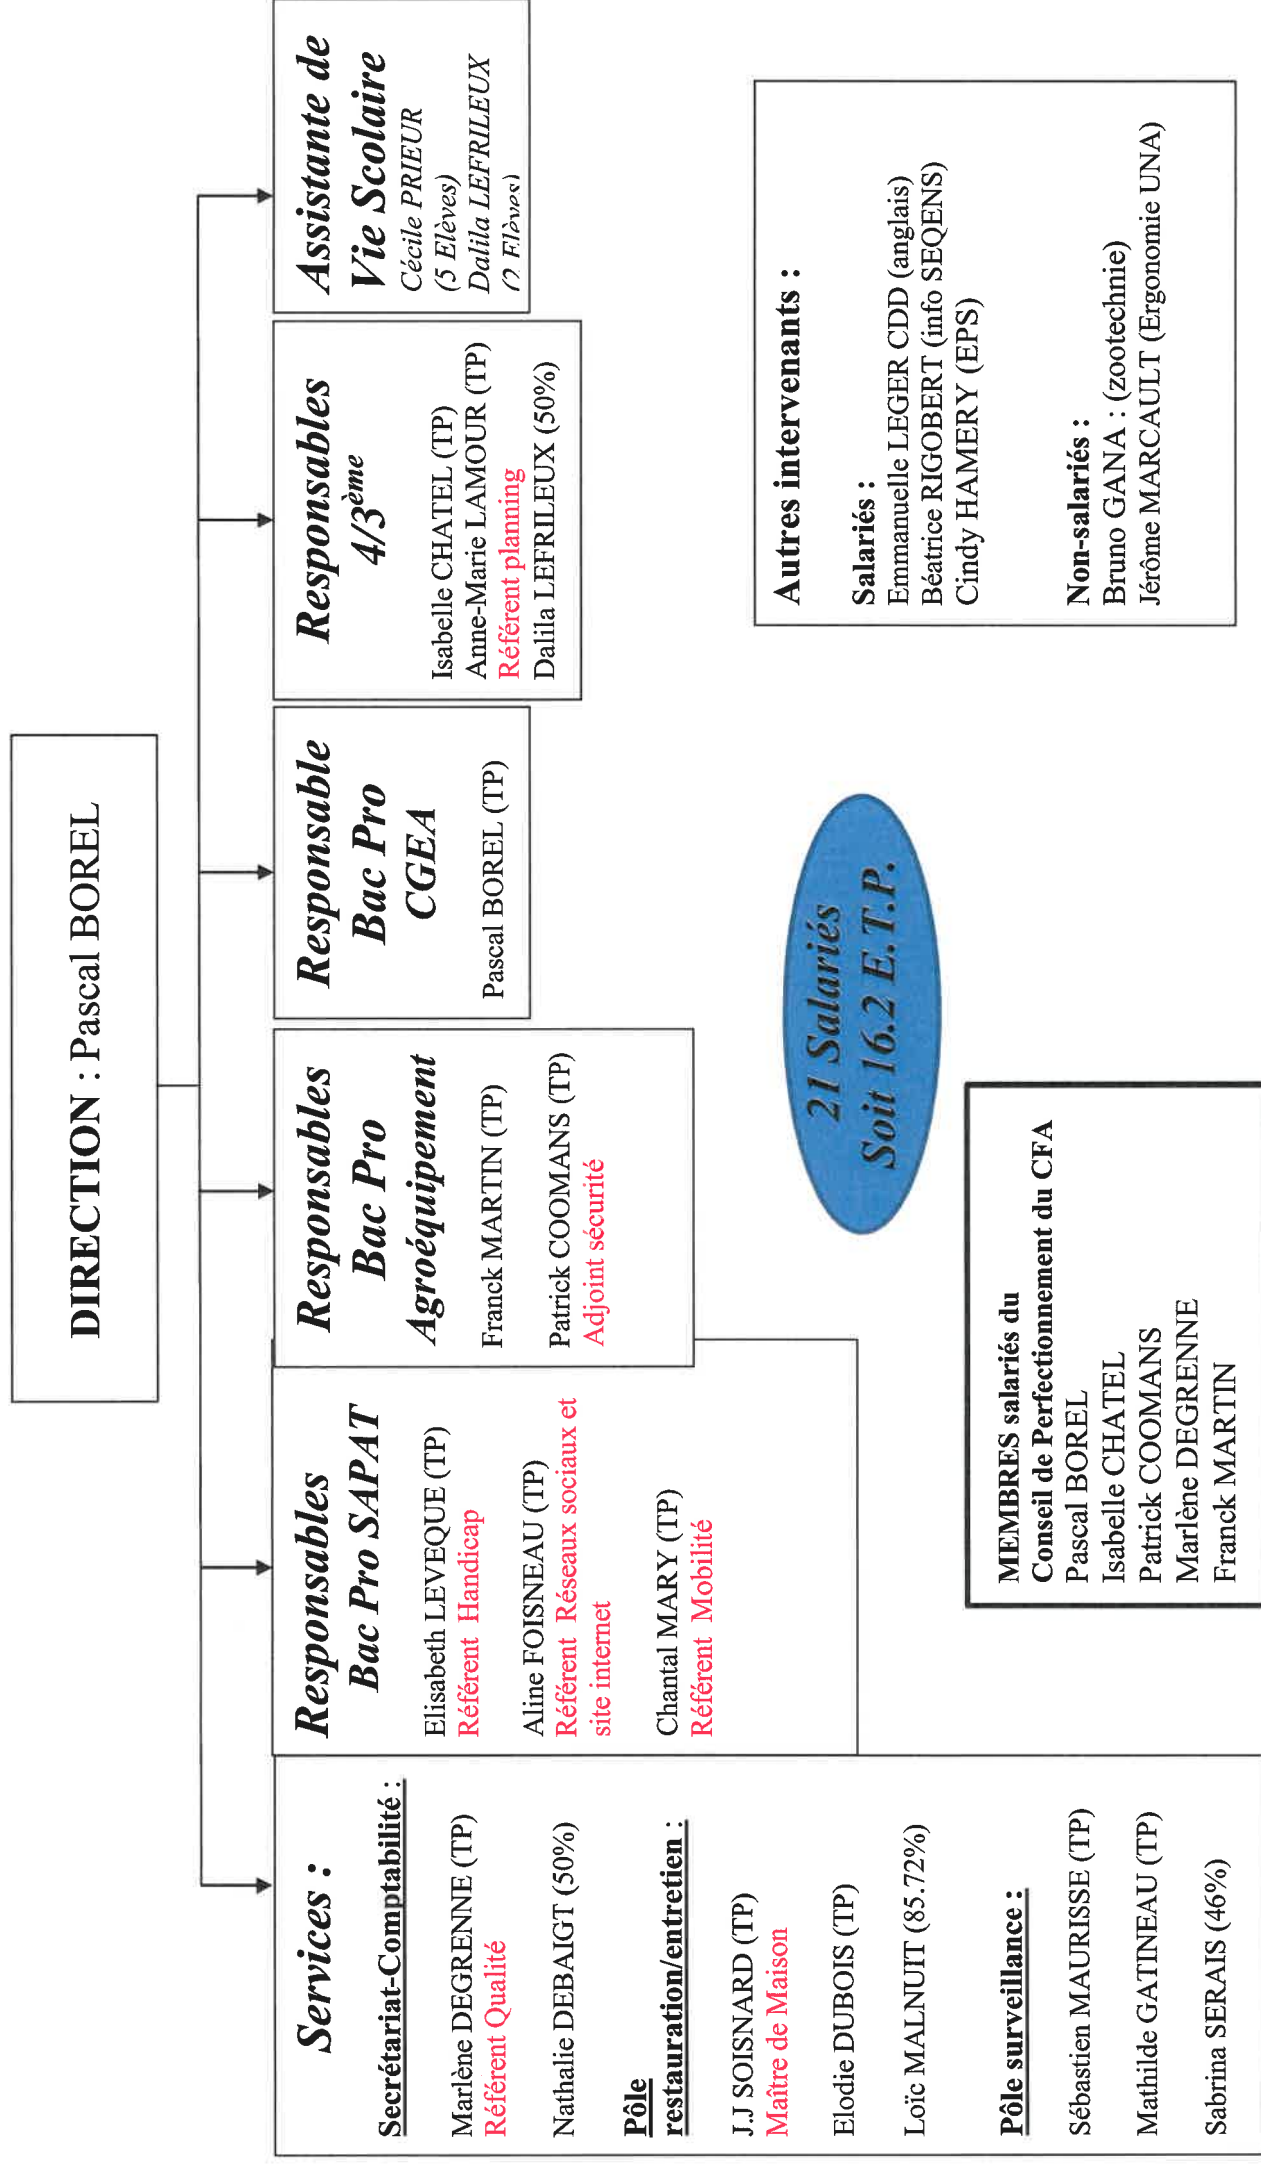 DIRECTION : Pascal BOREL
Services :
Secrétariat-Comptabilité :
Marlène DEGRENNE (TP)
Référent Qualité
Nathalie DEBAIGT (50%)
Pôle
restauration/entretien :
J.J SOISNARD (TP)
Maître de Maison
Elodie DUBOIS (TP)
Loïc MALNUIT (85.72%)
Pôle surveillance :
Sébastien MAURISSE (TP)
Mathilde GATINEAU (TP)
Sabrina SERAIS (46%)
Responsables
Bac Pro SAPAT
Elisabeth LEVEQUE (TP)
Référent Handicap
Aline FOISNEAU (TP)
Référent Réseaux sociaux et
site internet
Chantal MARY (TP)
Référent Mobilité
Responsables
Bac Pro
Agroéquipement
Franck MARTIN (TP)
Patrick COOMANS (TP)
Adjoint sécurité
Responsable
Bac Pro
CGEA
Pascal BOREL (TP)
Responsables
4/3ème
Isabelle CHATEL (TP)
Anne-Marie LAMOUR (TP)
Référent planning
Dalila LEFRILEUX (50%)
Assistante de
Vie Scolaire
Cécile PRIEUR
(5 Elèves)
Dalila LEFRILEUX
(2 Elèves)
21 Salariés
Soit 16.2 E.T.P.
MEMBRES salariés du
Conseil de Perfectionnement du CFA
Pascal BOREL
Isabelle CHATEL
Patrick COOMANS
Marlène DEGRENNE
Franck MARTIN
Autres intervenants :
Salariés :
Emmanuelle LEGER CDD (anglais)
Béatrice RIGOBERT (info SEQENS)
Cindy HAMERY (EPS)
Non-salariés :
Bruno GANA : (zootechnie)
Jérôme MARCAULT (Ergonomie UNA)